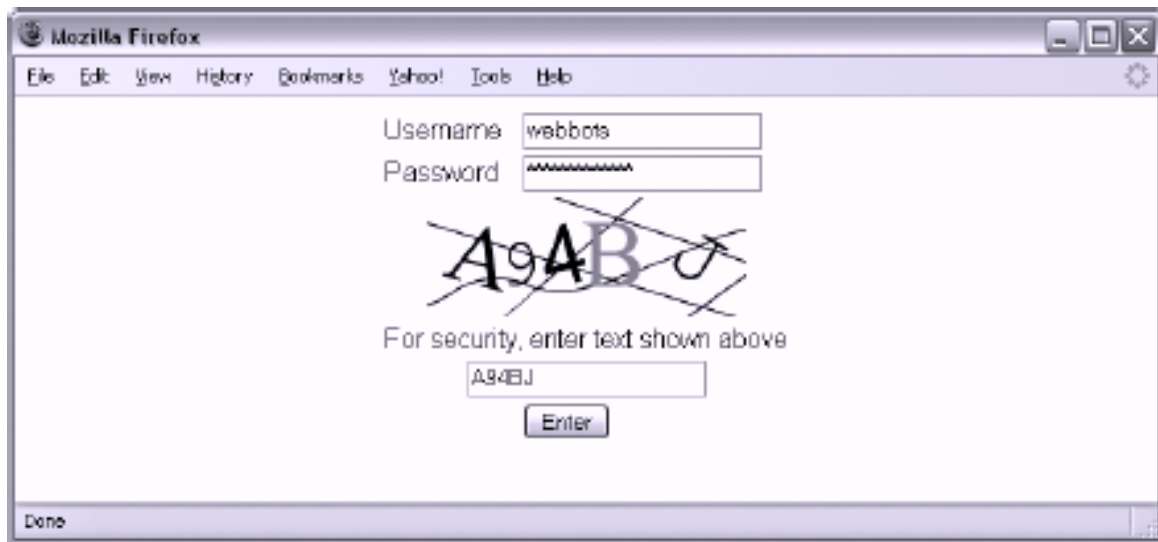 Mozilla Firefox
File Edit View History Bookmarks Yahoo! Tools Help
Username webbots
Password
A94B J
For security, enter text shown above
A94BJ
Enter
Done